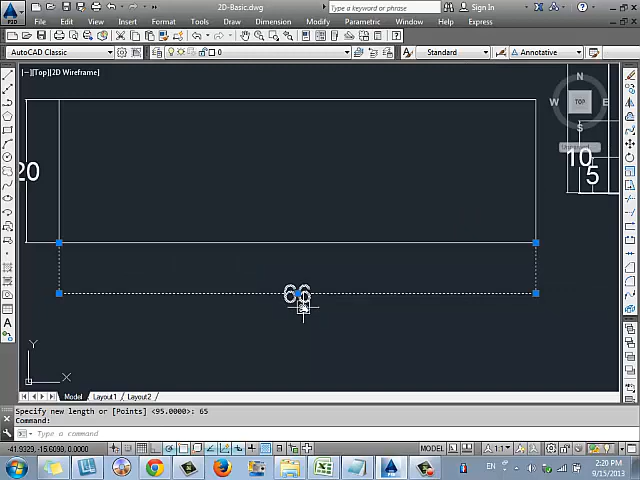 2D-Basic.dwg
Type a keyword or phrase
Sign In
File Edit View Insert Format Tools Draw Dimension Modify Parametric Window Help Express
AutoCAD Classic
0
Standard
Annotative
[−][Top][2D Wireframe]
N
W TOP E
S
Unnamed
20
10
5
66
Y
X
Model Layout1 Layout2
Specify new length or [Points] <95.0000>: 65
Command:
Type a command
-41.9329, -15.6098, 0.0000
MODEL
1:1
EN
2:20 PM
9/15/2013